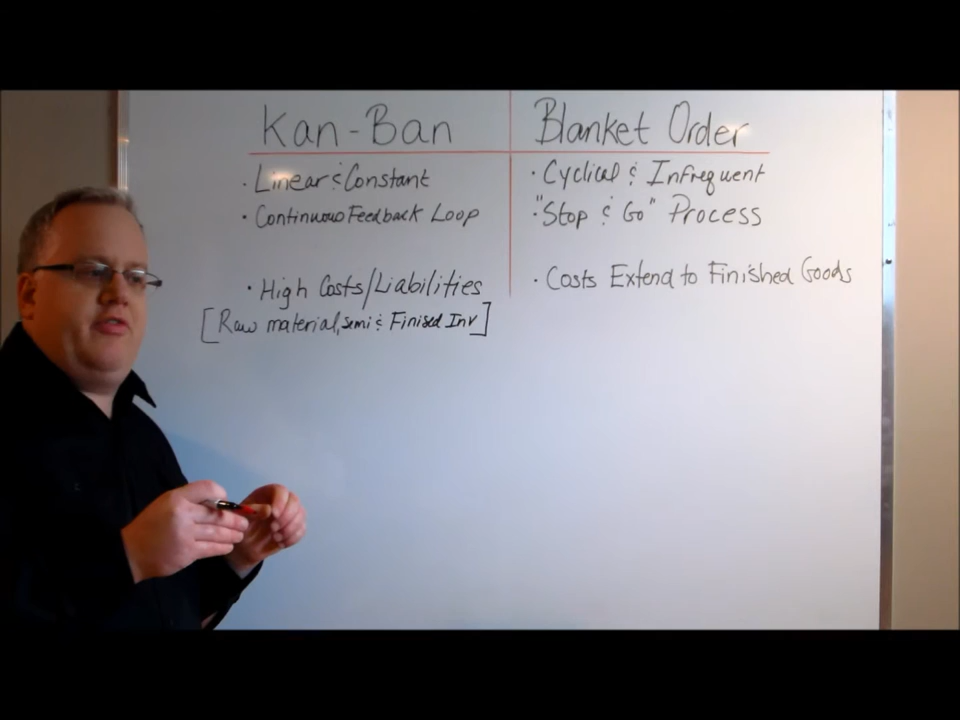 Kan-Ban
· Linear & Constant
· Continuous Feedback Loop
· High Costs/Liabilities
[Raw material, semi & Finised Inv]
Blanket Order
· Cyclical & Infrequent
· "Stop & Go" Process
· Costs Extend to Finished Goods